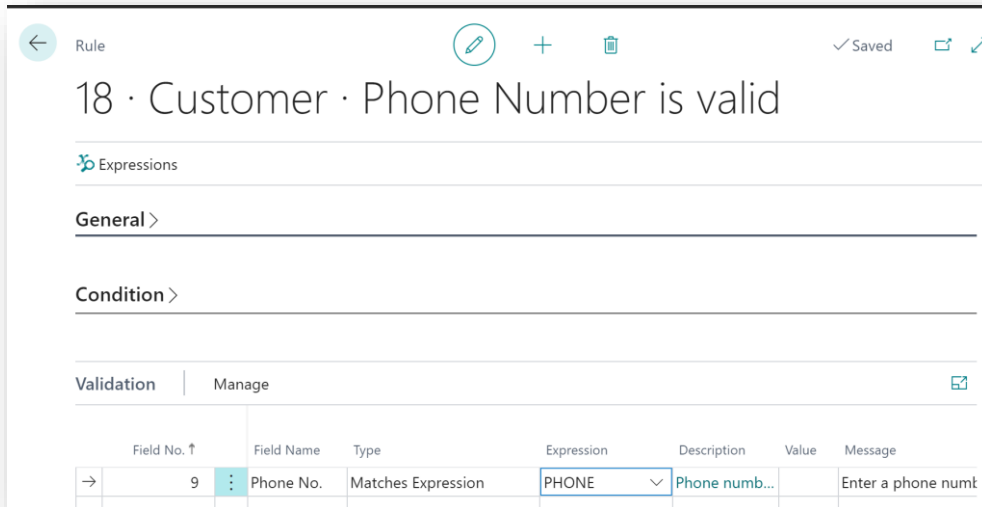 Rule
Saved
18 · Customer · Phone Number is valid
Expressions
General
Condition
Validation Manage
Field No. ↑ Field Name Type Expression Description Value Message
9 Phone No. Matches Expression PHONE Phone numb... Enter a phone numb